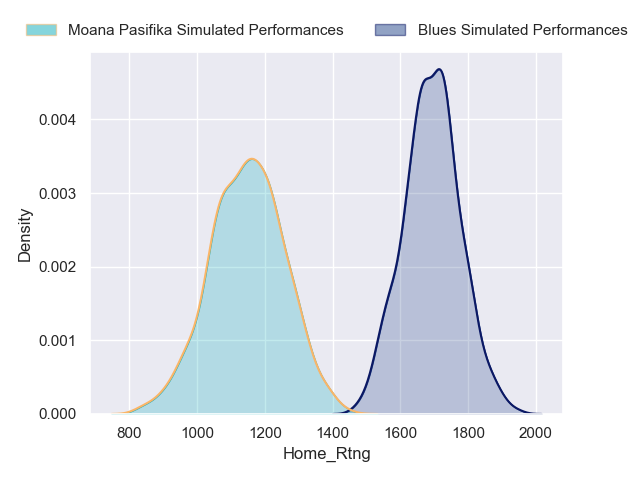 Moana Pasifika Simulated Performances Blues Simulated Performances
0.004
0.003
0.002
0.001
0.000
Density
800 1000 1200 1400 1600 1800 2000
Home_Rtng